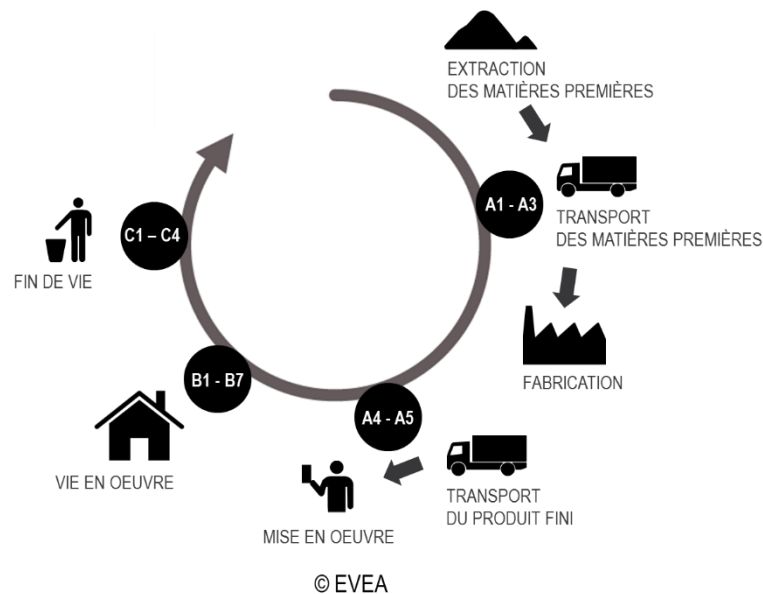 EXTRACTION
DES MATIÈRES PREMIÈRES
A1 - A3
TRANSPORT
DES MATIÈRES PREMIÈRES
FABRICATION
A4 - A5
TRANSPORT
DU PRODUIT FINI
MISE EN OEUVRE
B1 - B7
VIE EN OEUVRE
C1 – C4
FIN DE VIE
© EVEA